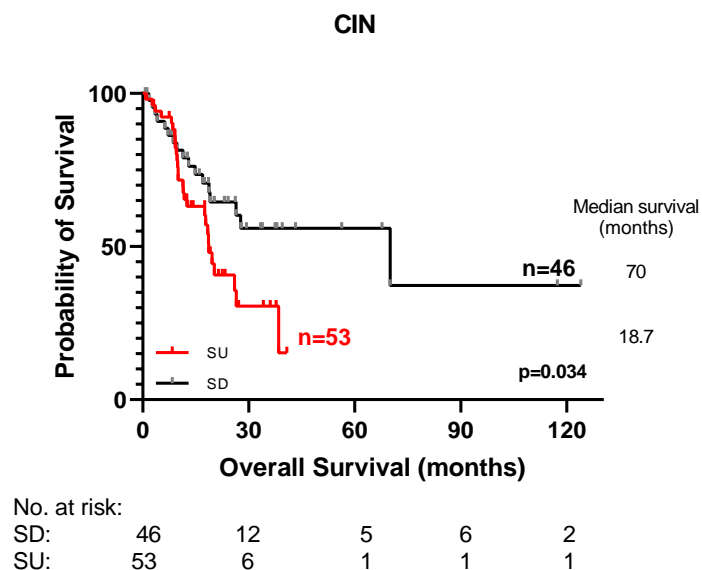 CIN
Probability of Survival
100
50
0
0 30 60 90 120
Overall Survival (months)
Median survival
(months)
n=46 70
n=53 18.7
SU
SD
p=0.034
No. at risk:
SD: 46 12 5 6 2
SU: 53 6 1 1 1